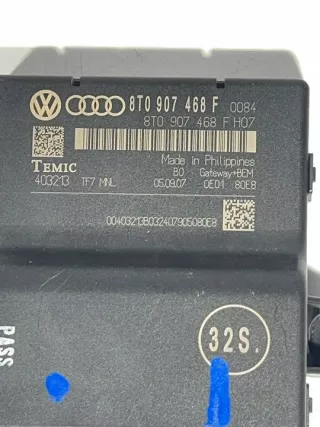 8T0 907 468 F 0084
8T0 907 468 F H07
TEMIC Made in Philippines
B0 Gateway+BEM
403213 TF7 MNL 05.09.07 0E01 80E8
00403213B0324079050B0E8
32S.
PASS